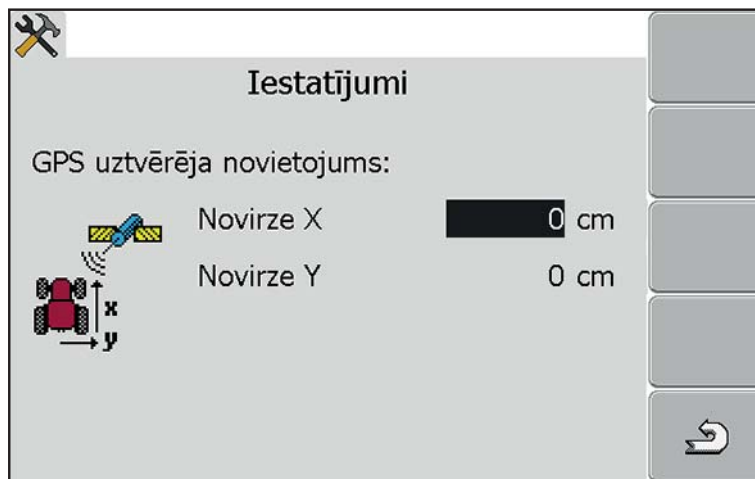 Iestatījumi
GPS uztvērēja novietojums:
Novirze X 0 cm
Novirze Y 0 cm
x
y